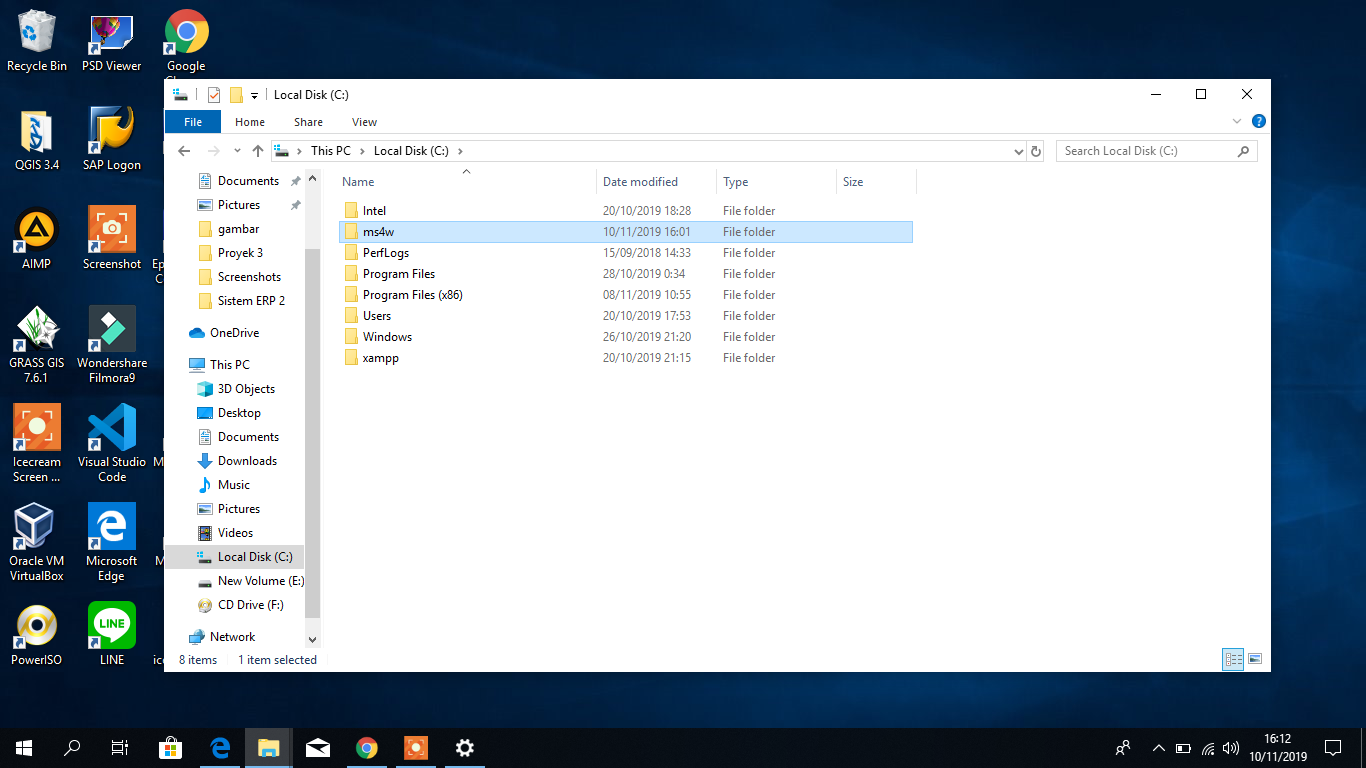 Recycle Bin
PSD Viewer
Google
QGIS 3.4
SAP Logon
AIMP
Screenshot
Ep
C
GRASS GIS
7.6.1
Wondershare
Filmora9
Icecream
Screen ...
Visual Studio
Code
M
Oracle VM
VirtualBox
Microsoft
Edge
M
PowerISO
LINE
LINE
ice
Local Disk (C:)
File
Home
Share
View
This PC
Local Disk (C:)
Search Local Disk (C:)
Documents
Pictures
gambar
Proyek 3
Screenshots
Sistem ERP 2
OneDrive
This PC
3D Objects
Desktop
Documents
Downloads
Music
Pictures
Videos
Local Disk (C:)
New Volume (E:)
CD Drive (F:)
Network
Name Date modified Type Size
Intel 20/10/2019 18:28 File folder
ms4w 10/11/2019 16:01 File folder
PerfLogs 15/09/2018 14:33 File folder
Program Files 28/10/2019 0:34 File folder
Program Files (x86) 08/11/2019 10:55 File folder
Users 20/10/2019 17:53 File folder
Windows 26/10/2019 21:20 File folder
xampp 20/10/2019 21:15 File folder
8 items 1 item selected
16:12
10/11/2019